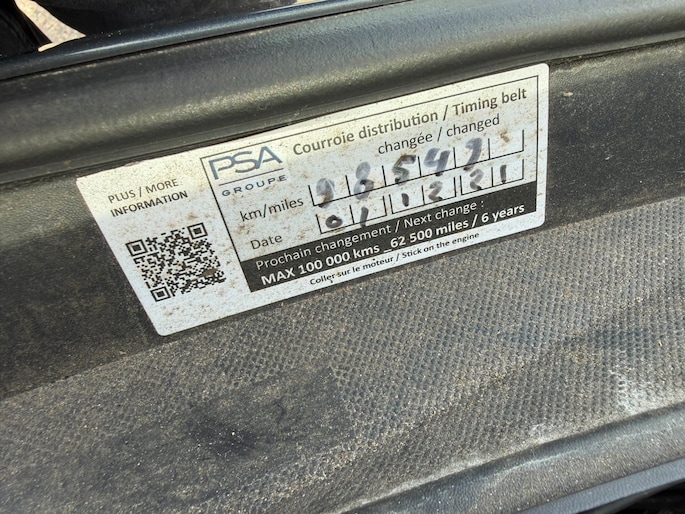 PLUS / MORE
INFORMATION
PSA
GROUPE
Courroie distribution / Timing belt
changée / changed
km/miles 98547
Date 01 12 21
Prochain changement / Next change :
MAX 100 000 kms _62 500 miles / 6 years
Coller sur le moteur / Stick on the engine